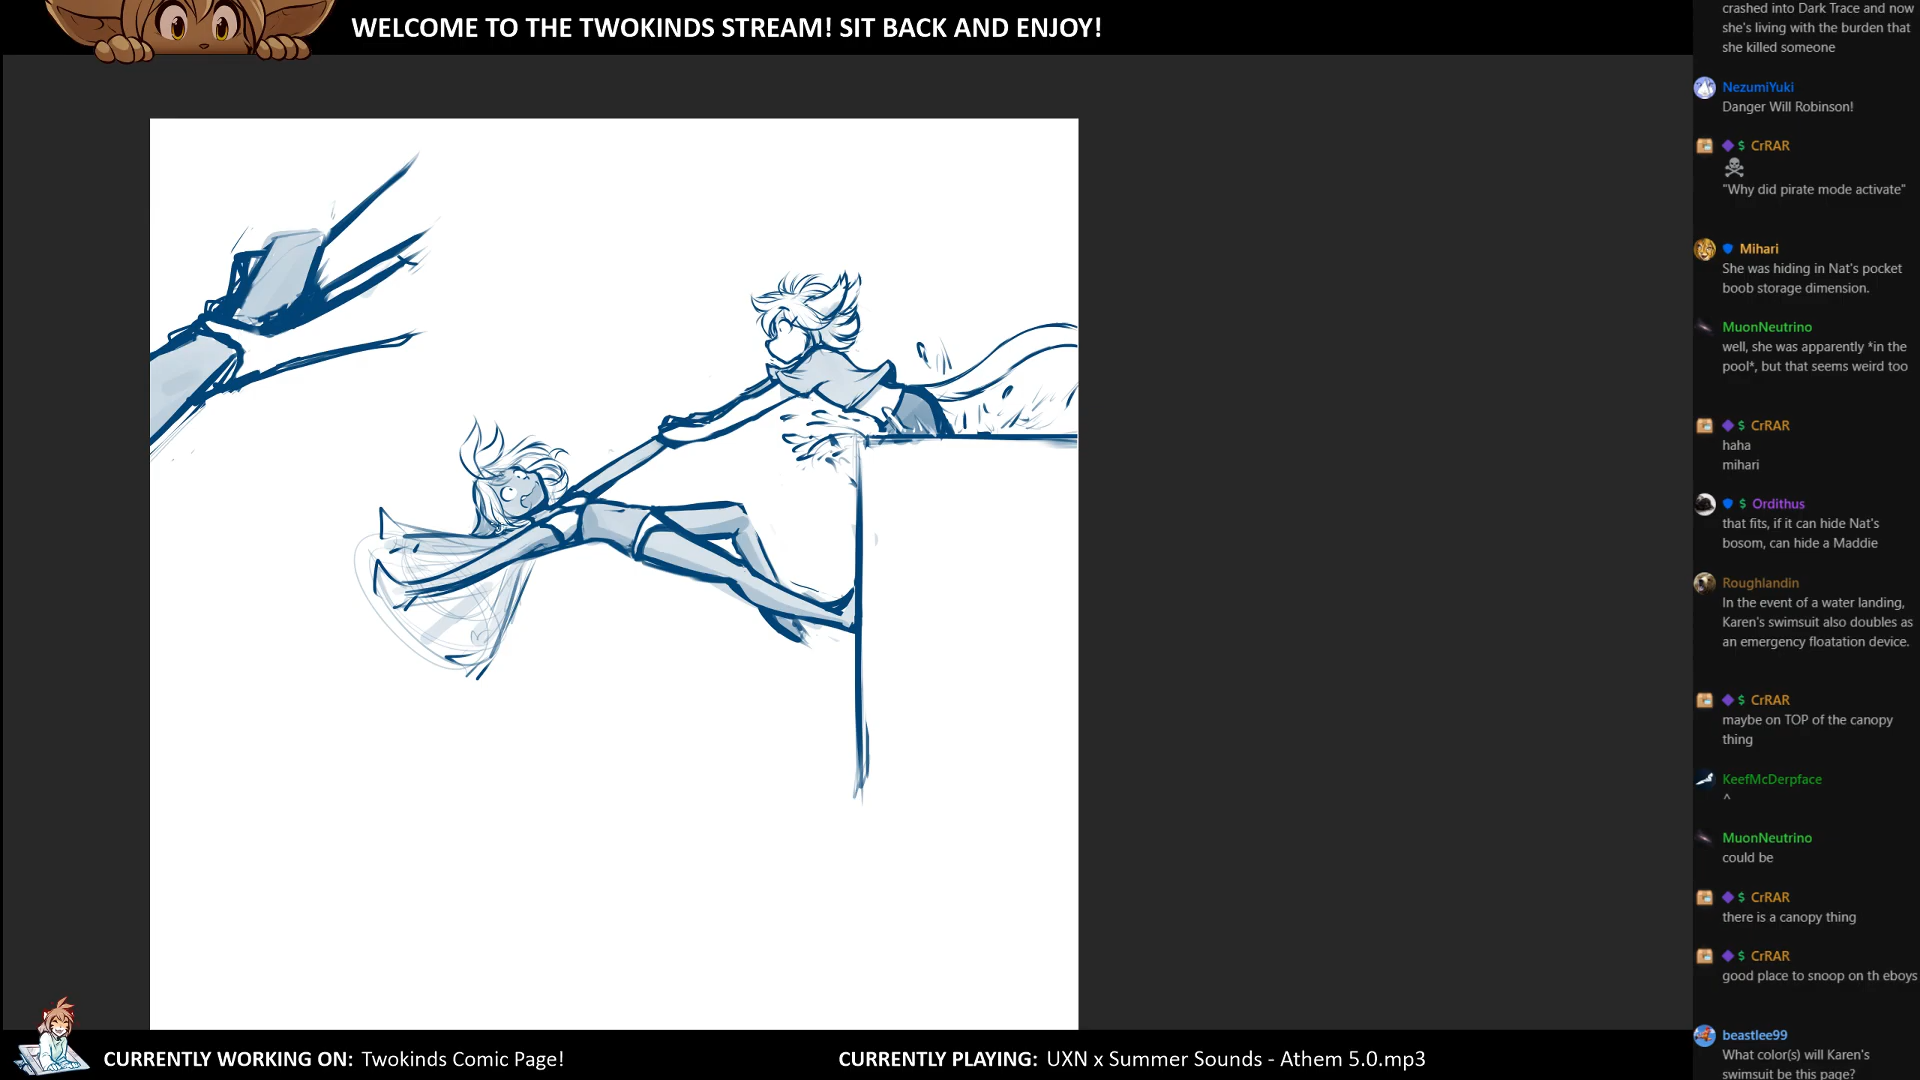 WELCOME TO THE TWOKINDS STREAM! SIT BACK AND ENJOY!
crashed into Dark Trace and now
she's living with the burden that
she killed someone
NezumiYuki
Danger Will Robinson!
$ CrRAR
"Why did pirate mode activate"
Mihari
She was hiding in Nat's pocket
boob storage dimension.
MuonNeutrino
well, she was apparently *in the
pool*, but that seems weird too
$ CrRAR
haha
mihari
$ Ordithus
that fits, if it can hide Nat's
bosom, can hide a Maddie
Roughlandin
In the event of a water landing,
Karen's swimsuit also doubles as
an emergency floatation device.
$ CrRAR
maybe on TOP of the canopy
thing
KeefMcDerpface
^
MuonNeutrino
could be
$ CrRAR
there is a canopy thing
$ CrRAR
good place to snoop on th eboys
beastlee99
What color(s) will Karen's
swimsuit be this page?
CURRENTLY WORKING ON: Twokinds Comic Page!
CURRENTLY PLAYING: UXN x Summer Sounds - Athem 5.0.mp3